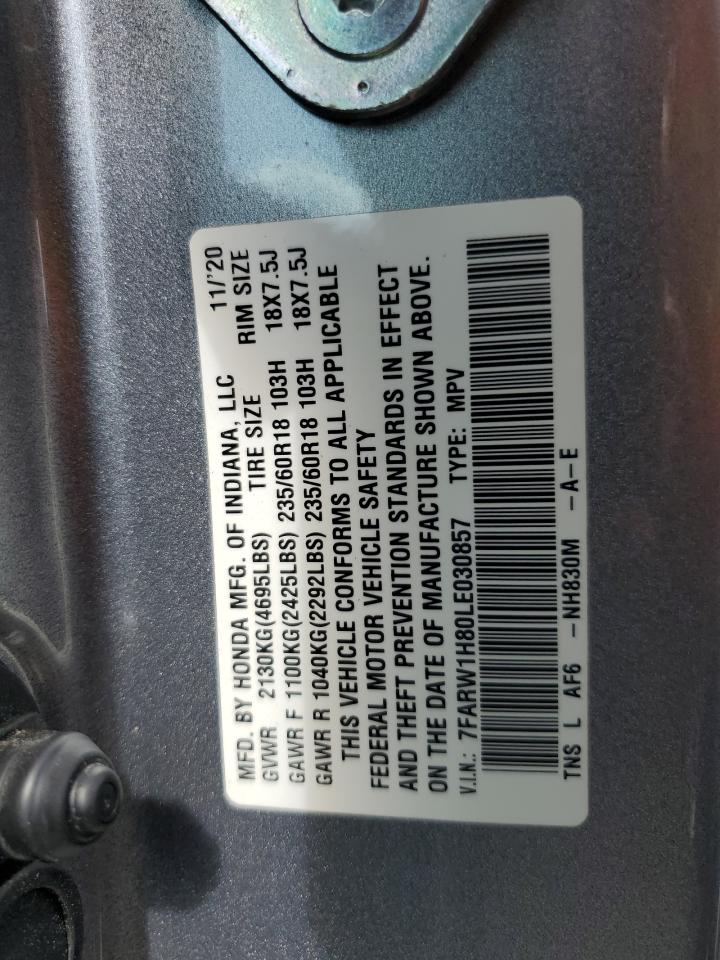 MFD. BY HONDA MFG. OF INDIANA, LLC 11/'20
GVWR 2130KG(4695LBS) TIRE SIZE RIM SIZE
GAWR F 1100KG(2425LBS) 235/60R18 103H 18X7.5J
GAWR R 1040KG(2292LBS) 235/60R18 103H 18X7.5J
THIS VEHICLE CONFORMS TO ALL APPLICABLE
FEDERAL MOTOR VEHICLE SAFETY
AND THEFT PREVENTION STANDARDS IN EFFECT
ON THE DATE OF MANUFACTURE SHOWN ABOVE.
V.I.N.: 7FARW1H80LE030857 TYPE: MPV
TNS L AF6 -NH830M -A-E